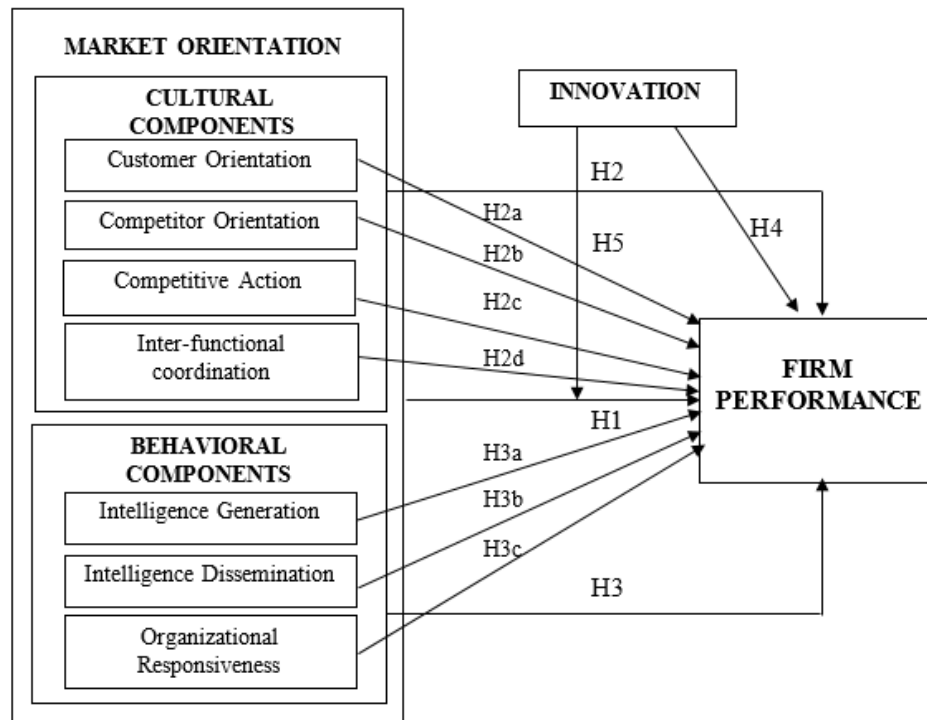 MARKET ORIENTATION
CULTURAL
COMPONENTS
Customer Orientation
Competitor Orientation
Competitive Action
Inter-functional
coordination
BEHAVIORAL
COMPONENTS
Intelligence Generation
Intelligence Dissemination
Organizational
Responsiveness
INNOVATION
H2
H2a
H5
H4
H2b
H2c
H2d
H1
H3a
H3b
H3c
H3
FIRM
PERFORMANCE